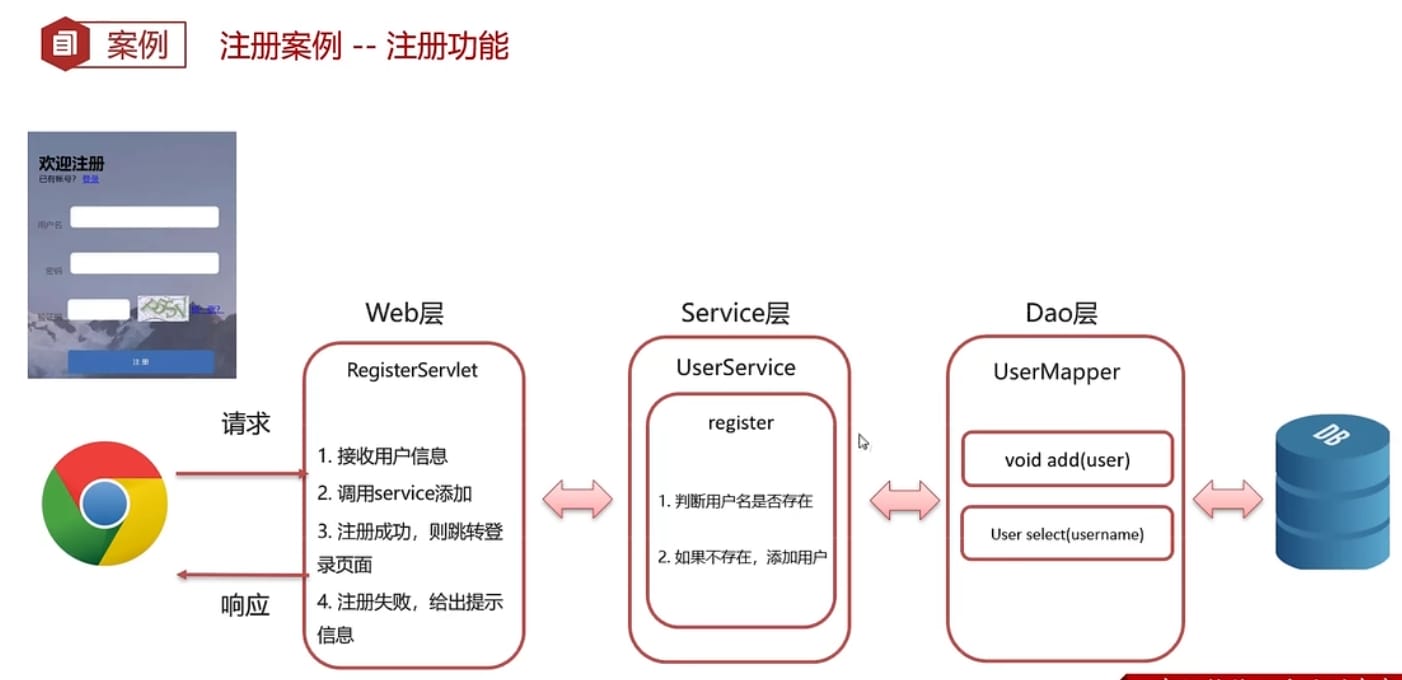 案例
注册案例 -- 注册功能
欢迎注册
已有帐号？ 登录
用户名
密码
验证码
注册
请求
响应
Web层
RegisterServlet
1. 接收用户信息
2. 调用service添加
3. 注册成功，则跳转登
录页面
4. 注册失败，给出提示
信息
Service层
UserService
register
1. 判断用户名是否存在
2. 如果不存在，添加用户
Dao层
UserMapper
void add(user)
User select(username)
DB